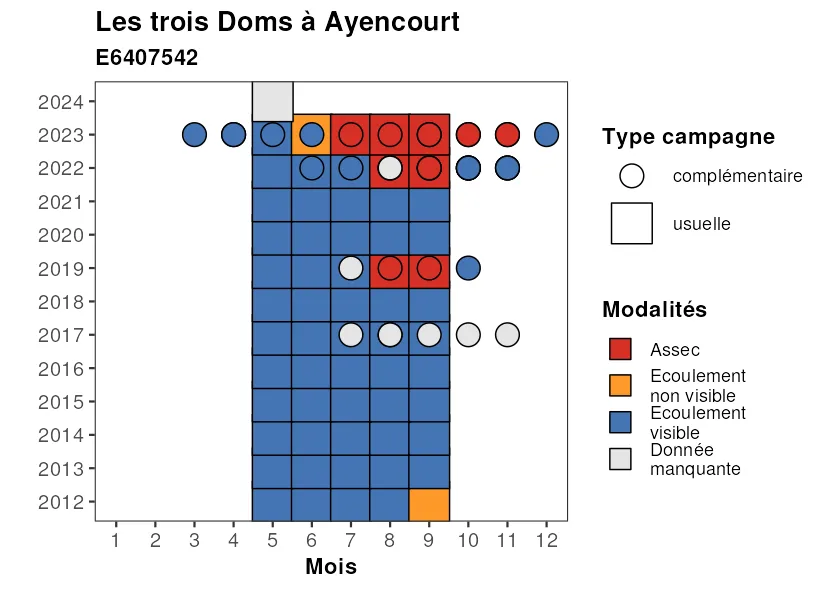 Les trois Doms à Ayencourt
E6407542
2024
2023
2022
2021
2020
2019
2018
2017
2016
2015
2014
2013
2012
1 2 3 4 5 6 7 8 9 10 11 12
Mois
Type campagne
complémentaire
usuelle
Modalités
Assec
Ecoulement
non visible
Ecoulement
visible
Donnée
manquante